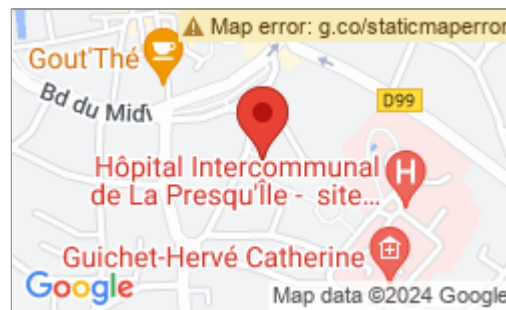 Map error: g.co/staticmaperror
Gout'Thé
Bd du Midi
D99
Hôpital Intercommunal
de La Presqu'Île - site...
Guichet-Hervé Catherine
Google
Map data ©2024 Google